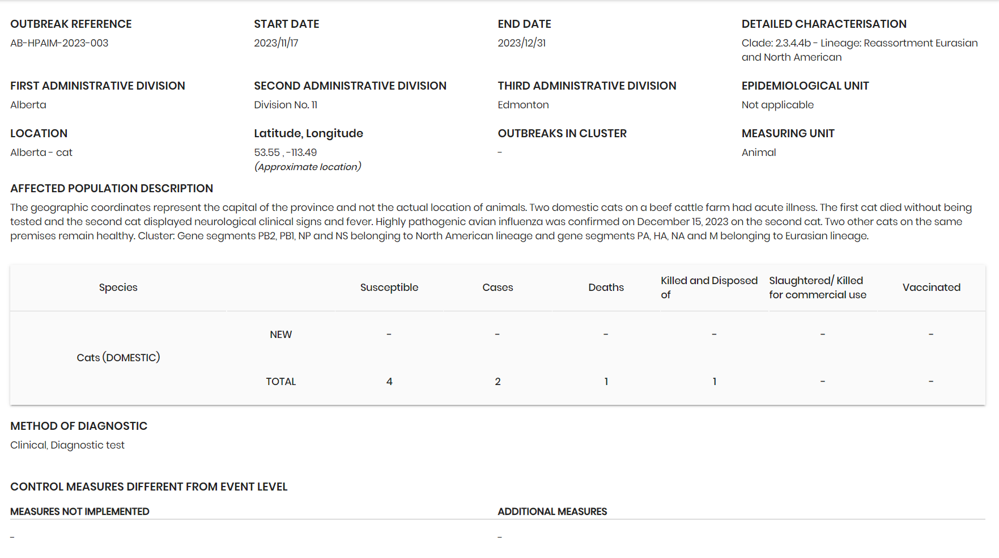 OUTBREAK REFERENCE
START DATE
END DATE
DETAILED CHARACTERISATION
AB-HPAIM-2023-003
2023/11/17
2023/12/31
Clade: 2.3.4.4b - Lineage: Reassortment Eurasian
and North American
FIRST ADMINISTRATIVE DIVISION
SECOND ADMINISTRATIVE DIVISION
THIRD ADMINISTRATIVE DIVISION
EPIDEMIOLOGICAL UNIT
Alberta
Division No. 11
Edmonton
Not applicable
LOCATION
Latitude, Longitude
OUTBREAKS IN CLUSTER
MEASURING UNIT
Alberta - cat
53.55 , -113.49
(Approximate location)
-
Animal
AFFECTED POPULATION DESCRIPTION
The geographic coordinates represent the capital of the province and not the actual location of animals. Two domestic cats on a beef cattle farm had acute illness. The first cat died without being
tested and the second cat displayed neurological clinical signs and fever. Highly pathogenic avian influenza was confirmed on December 15, 2023 on the second cat. Two other cats on the same
premises remain healthy. Cluster: Gene segments PB2, PB1, NP and NS belonging to North American lineage and gene segments PA, HA, NA and M belonging to Eurasian lineage.
Species
Susceptible
Cases
Deaths
Killed and Disposed
of
Slaughtered/ Killed
for commercial use
Vaccinated
Cats (DOMESTIC)
NEW - - - - - -
TOTAL 4 2 1 1 - -
METHOD OF DIAGNOSTIC
Clinical, Diagnostic test
CONTROL MEASURES DIFFERENT FROM EVENT LEVEL
MEASURES NOT IMPLEMENTED
ADDITIONAL MEASURES
-
-